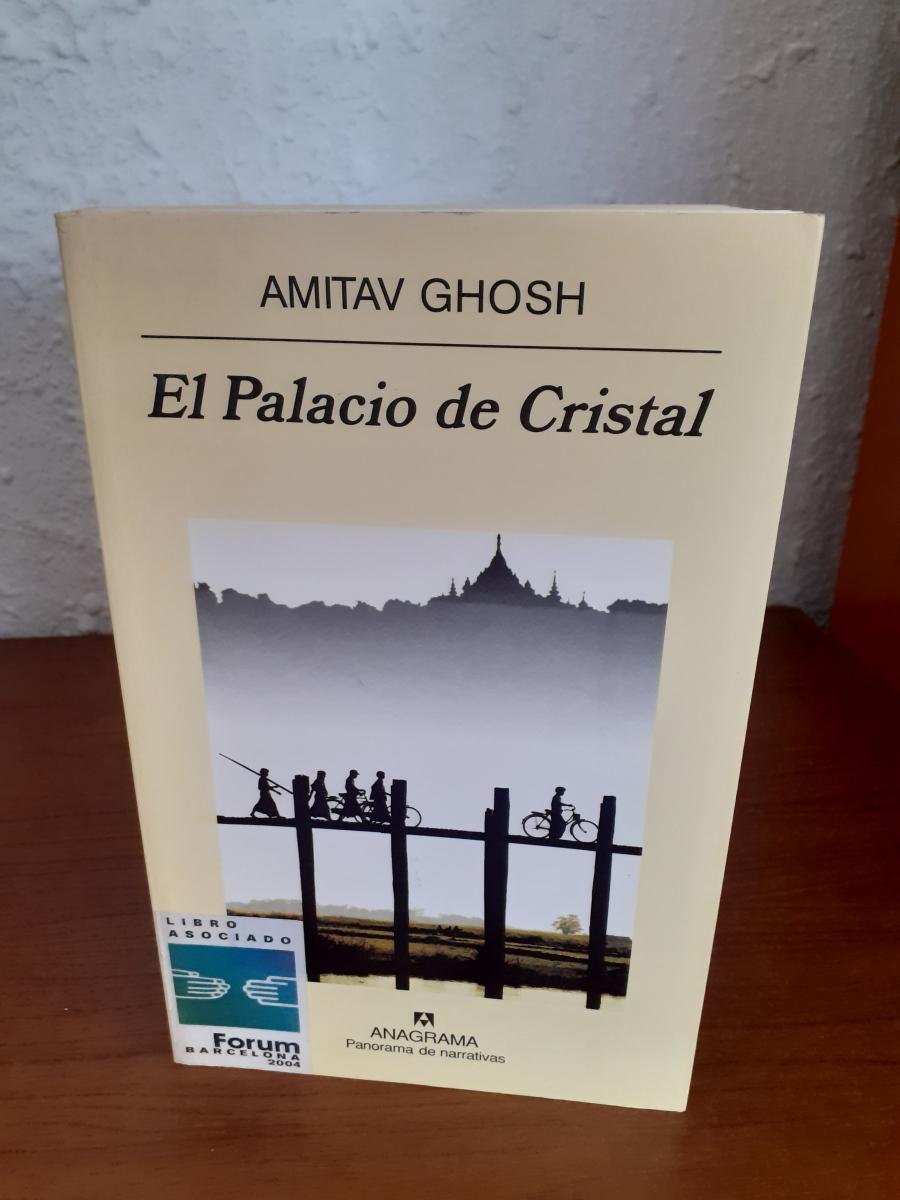 AMITAV GHOSH
El Palacio de Cristal
LIBRO
ASOCIADO
Forum
BARCELONA
2004
ANAGRAMA
Panorama de narrativas